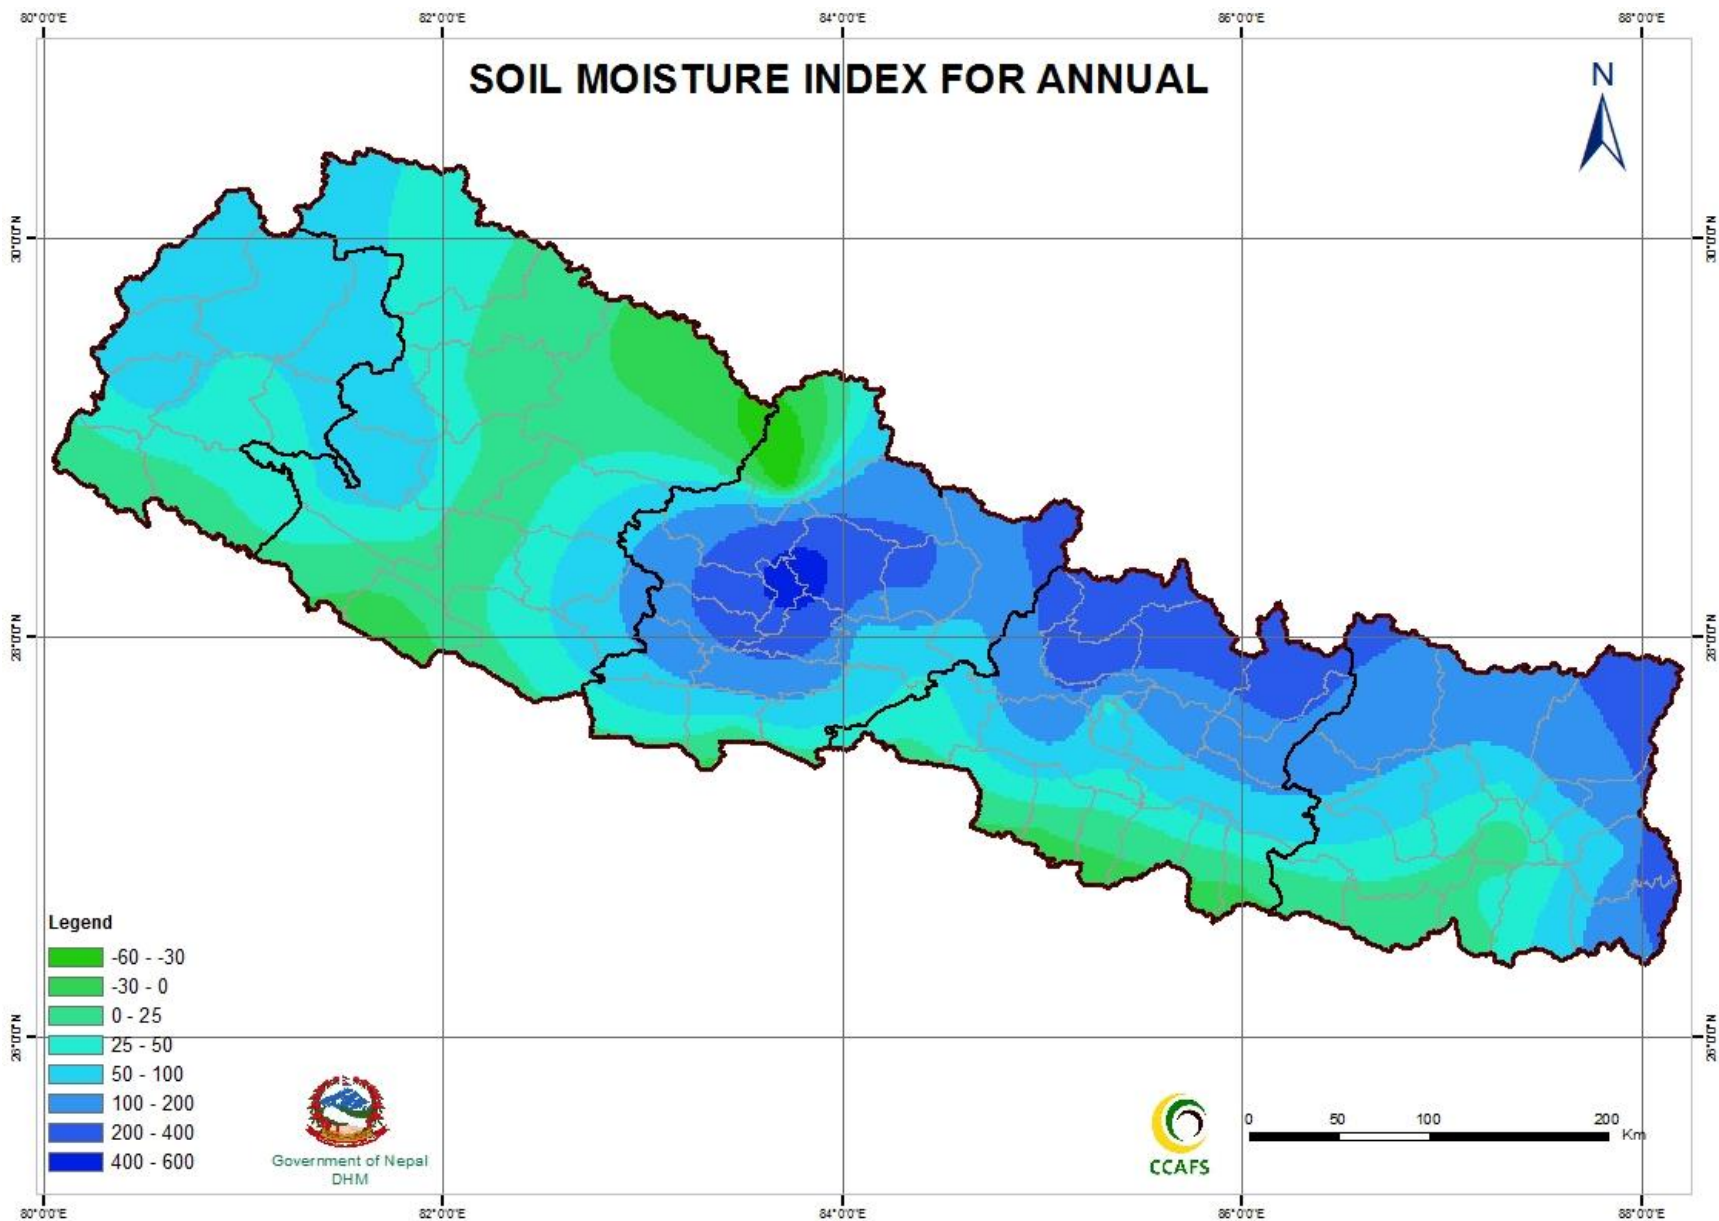 80°0'0"E 82°0'0"E 84°0'0"E 86°0'0"E 88°0'0"E
SOIL MOISTURE INDEX FOR ANNUAL
N
30°0'0"N 30°0'0"N
28°0'0"N 28°0'0"N
26°0'0"N 26°0'0"N
Legend
-60 - -30
-30 - 0
0 - 25
25 - 50
50 - 100
100 - 200
200 - 400
400 - 600
Government of Nepal
DHM
CCAFS
0 50 100 200
Km
80°0'0"E 82°0'0"E 84°0'0"E 86°0'0"E 88°0'0"E